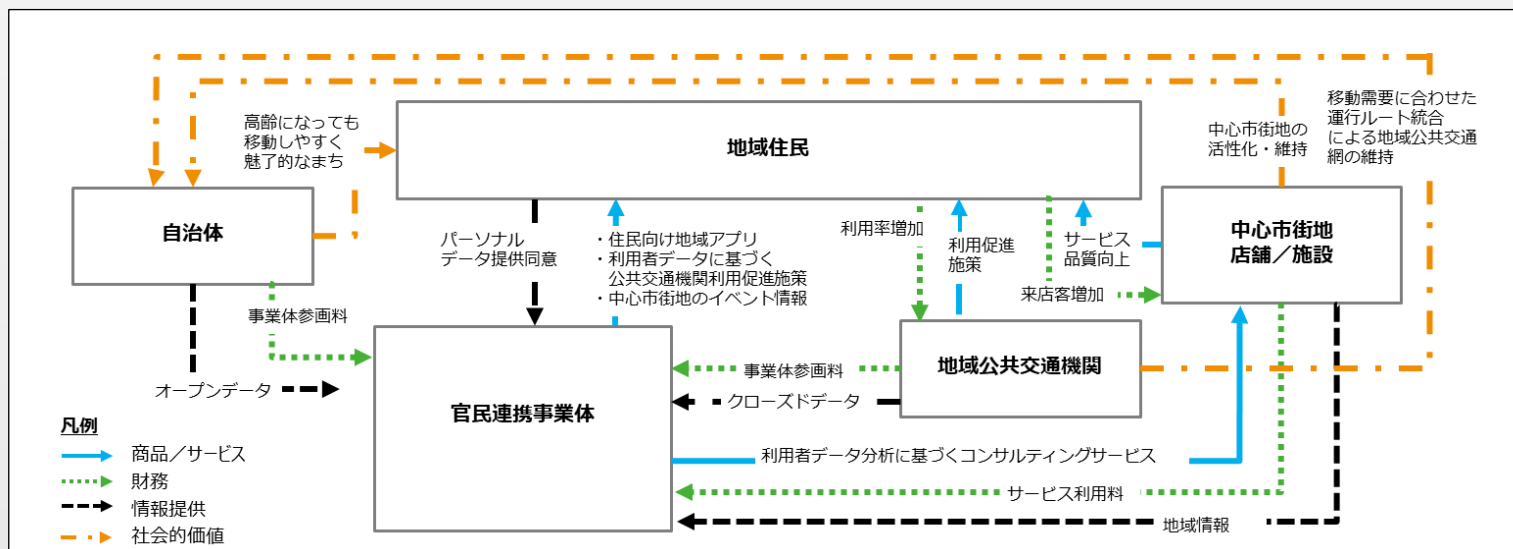 高齢になっても
移動しやすく
魅了的なまち
地域住民
中心市街地の
活性化・維持
移動需要に合わせた
運行ルート統合
による地域公共交通
網の維持
自治体
パーソナル
データ提供同意
・住民向け地域アプリ
・利用者データに基づく
公共交通機関利用促進施策
・中心市街地のイベント情報
利用率増加
利用促進
施策
サービス
品質向上
来店客増加
中心市街地
店舗／施設
事業体参画料
オープンデータ
官民連携事業体
事業体参画料
クローズドデータ
地域公共交通機関
利用者データ分析に基づくコンサルティングサービス
サービス利用料
地域情報
凡例
商品／サービス
財務
情報提供
社会的価値